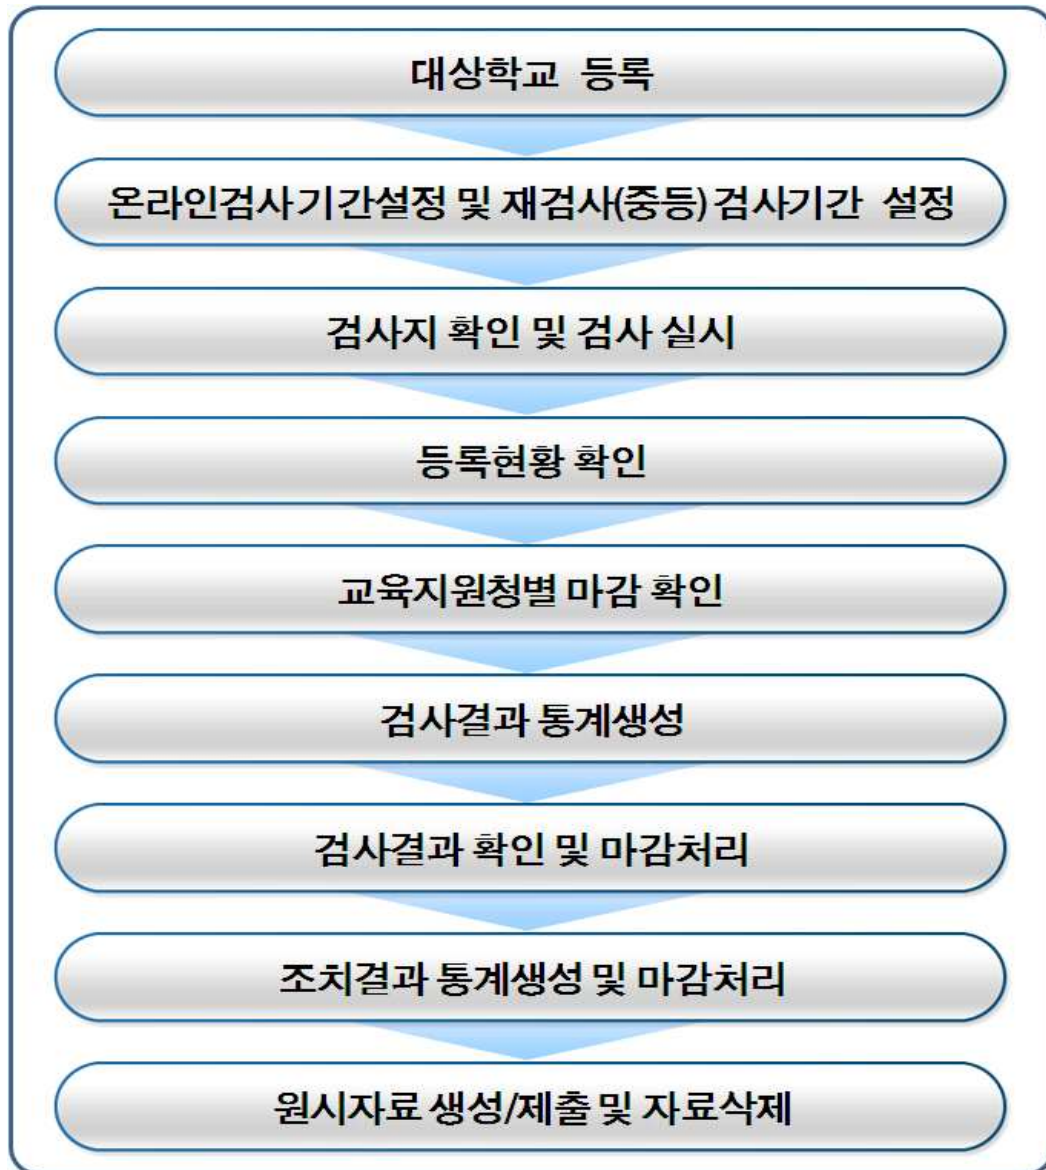 대상학교 등록
온라인검사 기간설정 및 재검사(중등) 검사기간 설정
검사지 확인 및 검사 실시
등록현황 확인
교육지원청별 마감 확인
검사결과 통계생성
검사결과 확인 및 마감처리
조치결과 통계생성 및 마감처리
원시자료 생성/제출 및 자료삭제